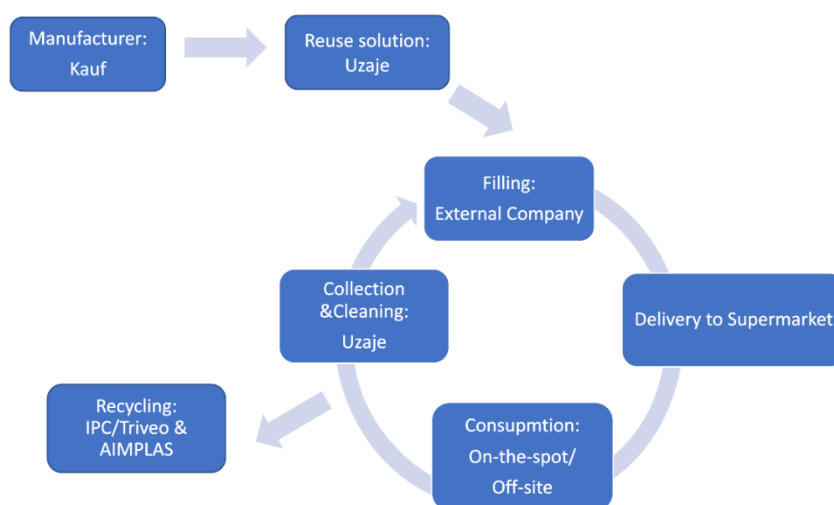 Manufacturer:
Kauf
Reuse solution:
Uzaje
Filling:
External Company
Collection
&Cleaning:
Uzaje
Delivery to Supermarket
Recycling:
IPC/Triveo &
AIMPLAS
Consupmtion:
On-the-spot/
Off-site